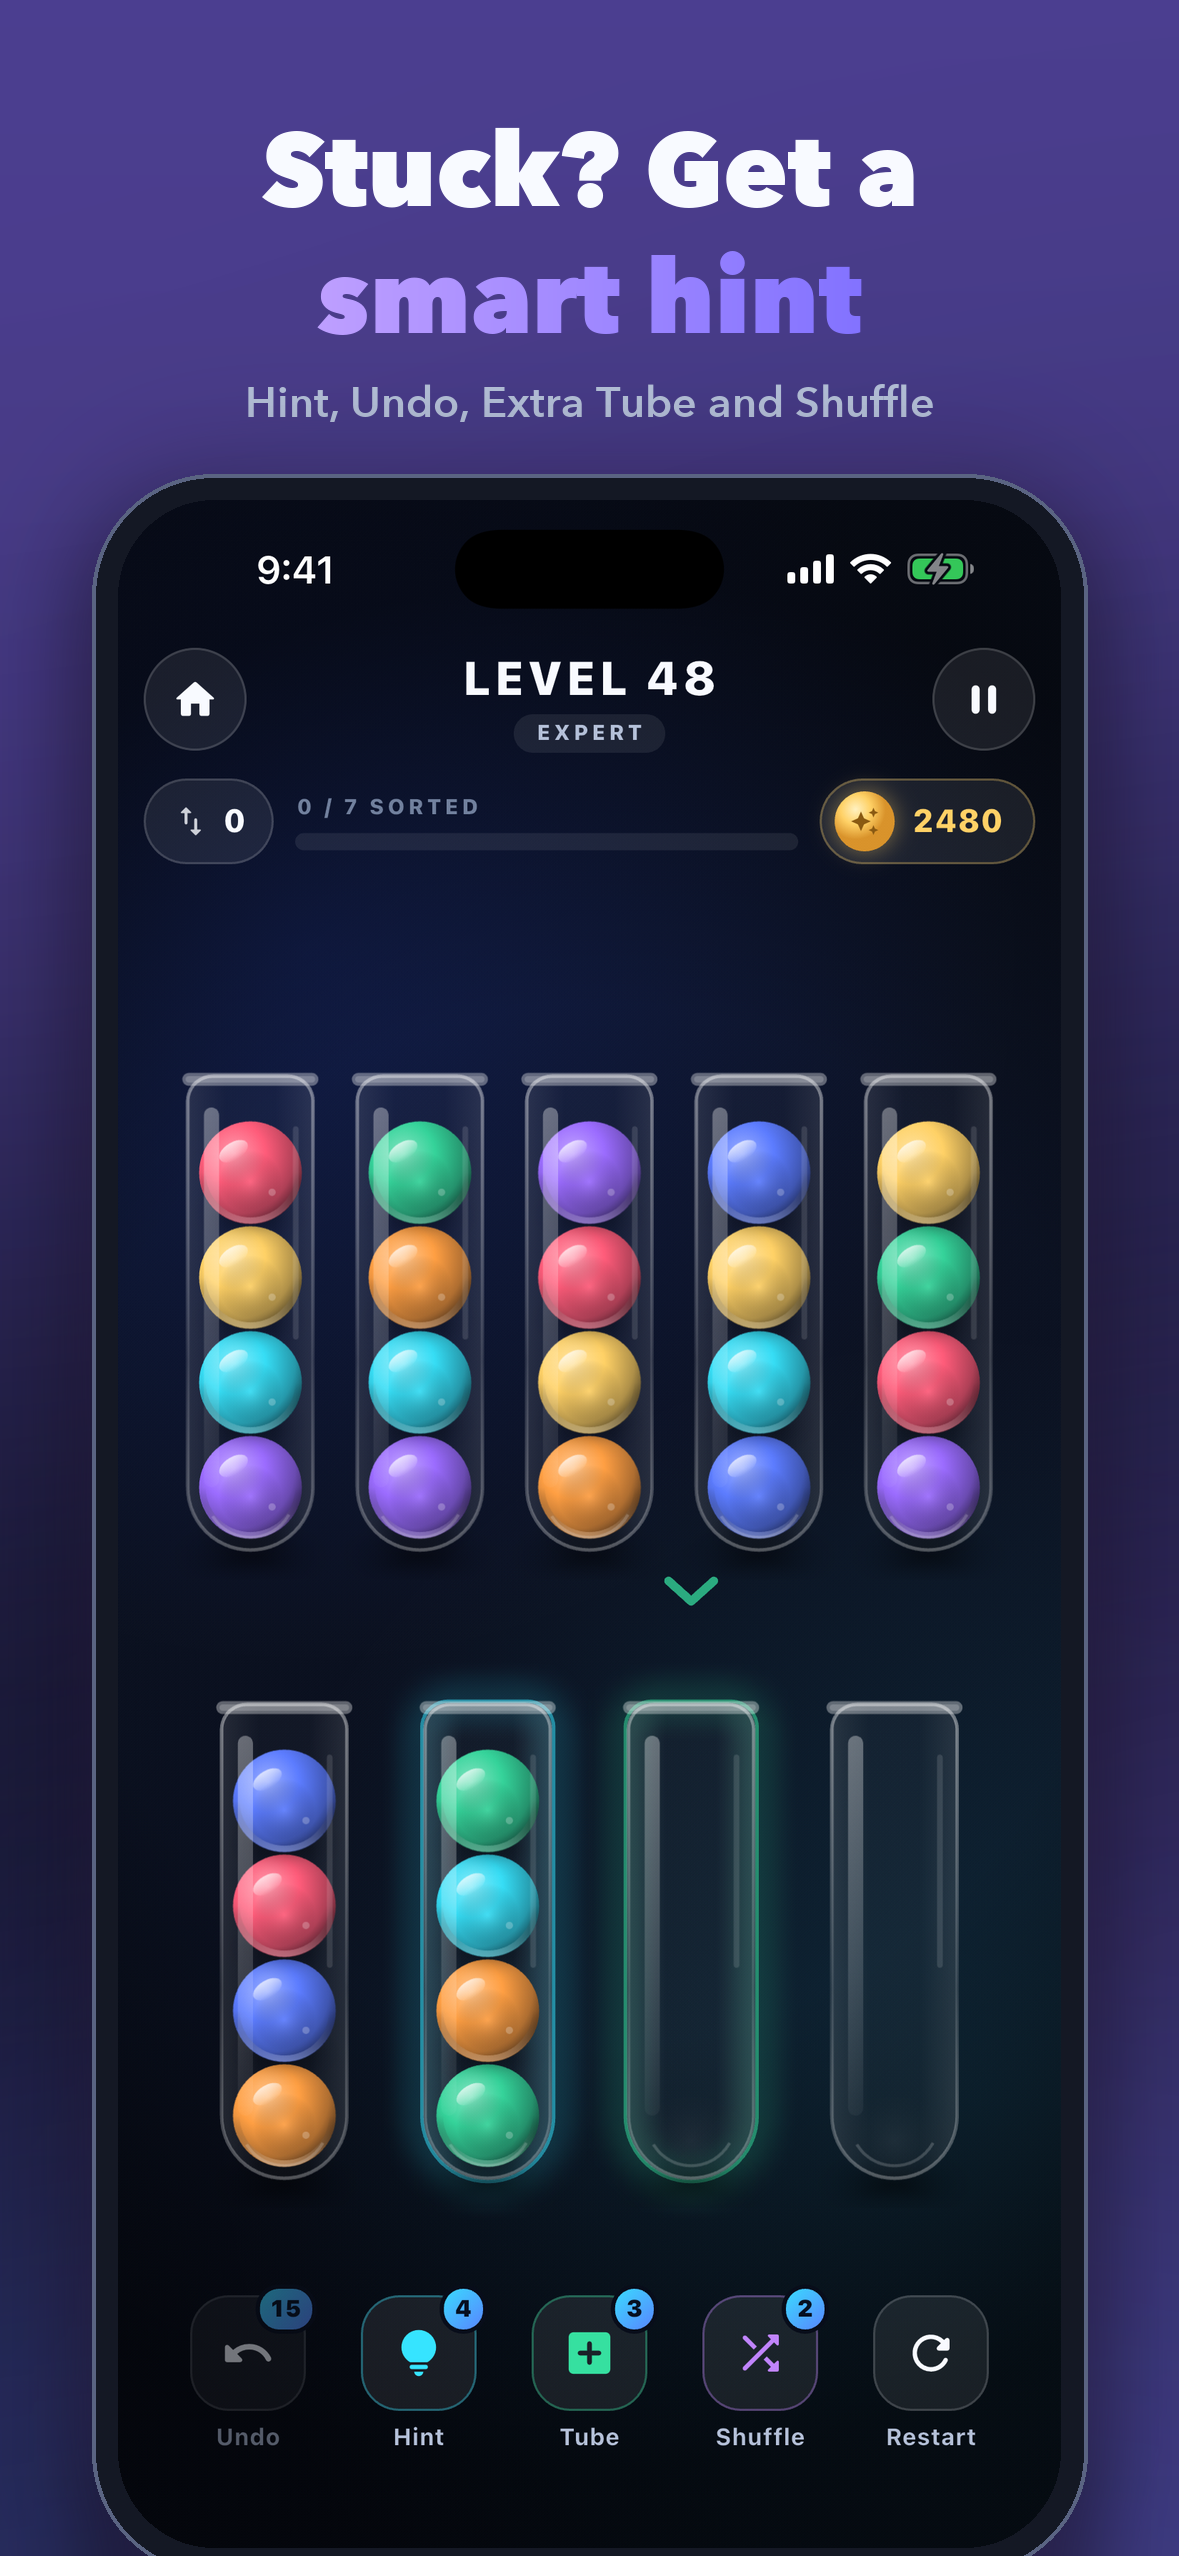 Stuck? Get a
smart hint
Hint, Undo, Extra Tube and Shuffle
9:41
LEVEL 48
EXPERT
0
0 / 7 SORTED
2480
15
4
3
2
Undo
Hint
Tube
Shuffle
Restart